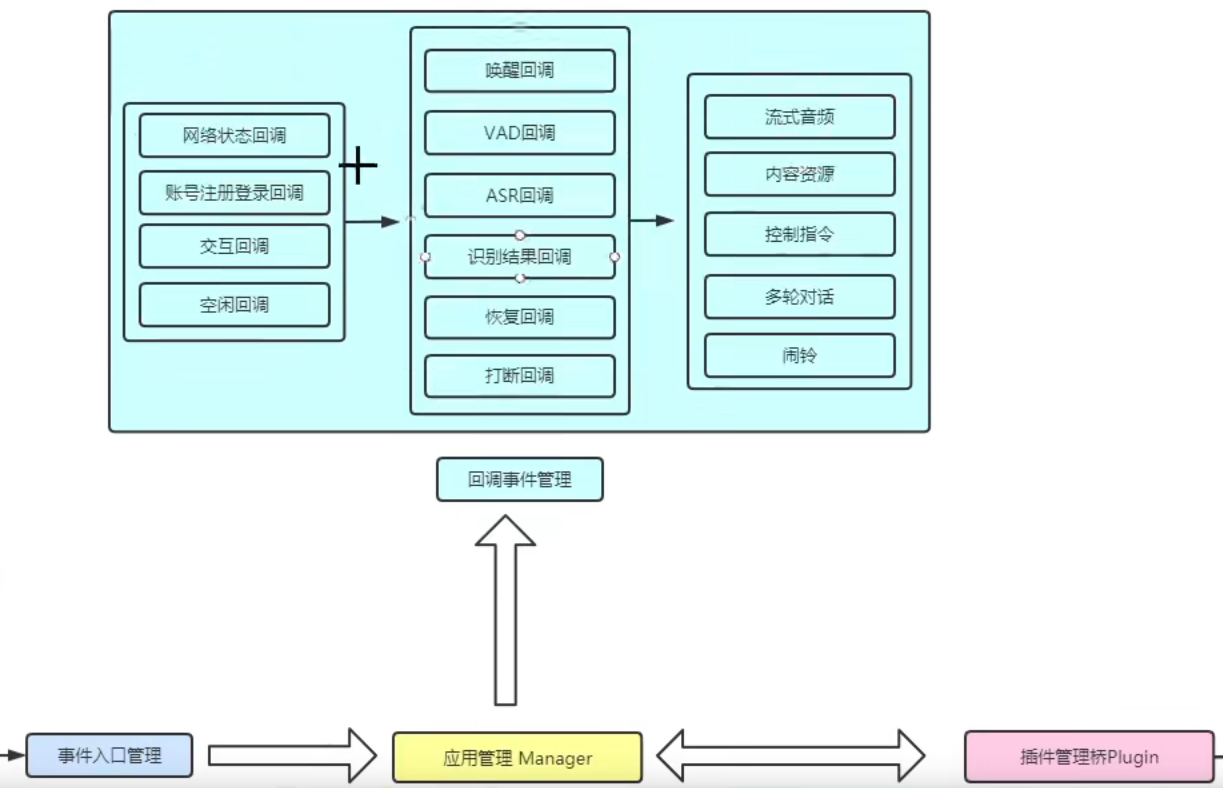 网络状态回调
账号注册登录回调
交互回调
空闲回调
唤醒回调
VAD回调
ASR回调
识别结果回调
恢复回调
打断回调
流式音频
内容资源
控制指令
多轮对话
闹铃
回调事件管理
事件入口管理
应用管理 Manager
插件管理桥Plugin